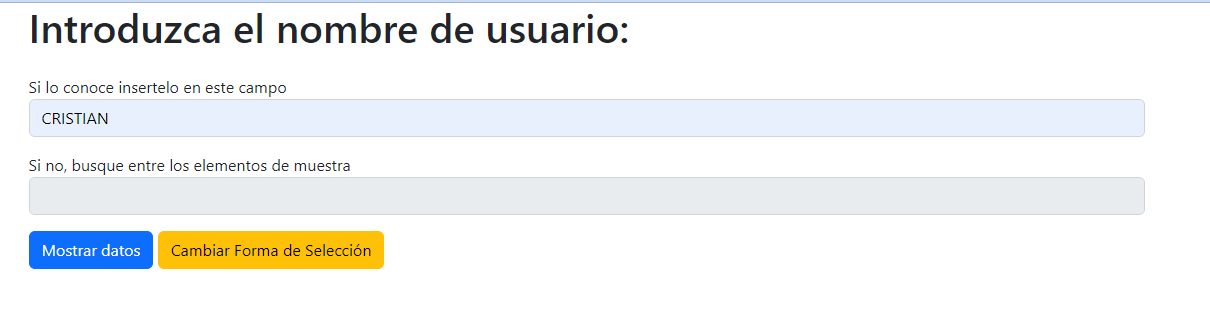 Introduzca el nombre de usuario:
Si lo conoce insertelo en este campo
CRISTIAN
Si no, busque entre los elementos de muestra
Mostrar datos Cambiar Forma de Selección